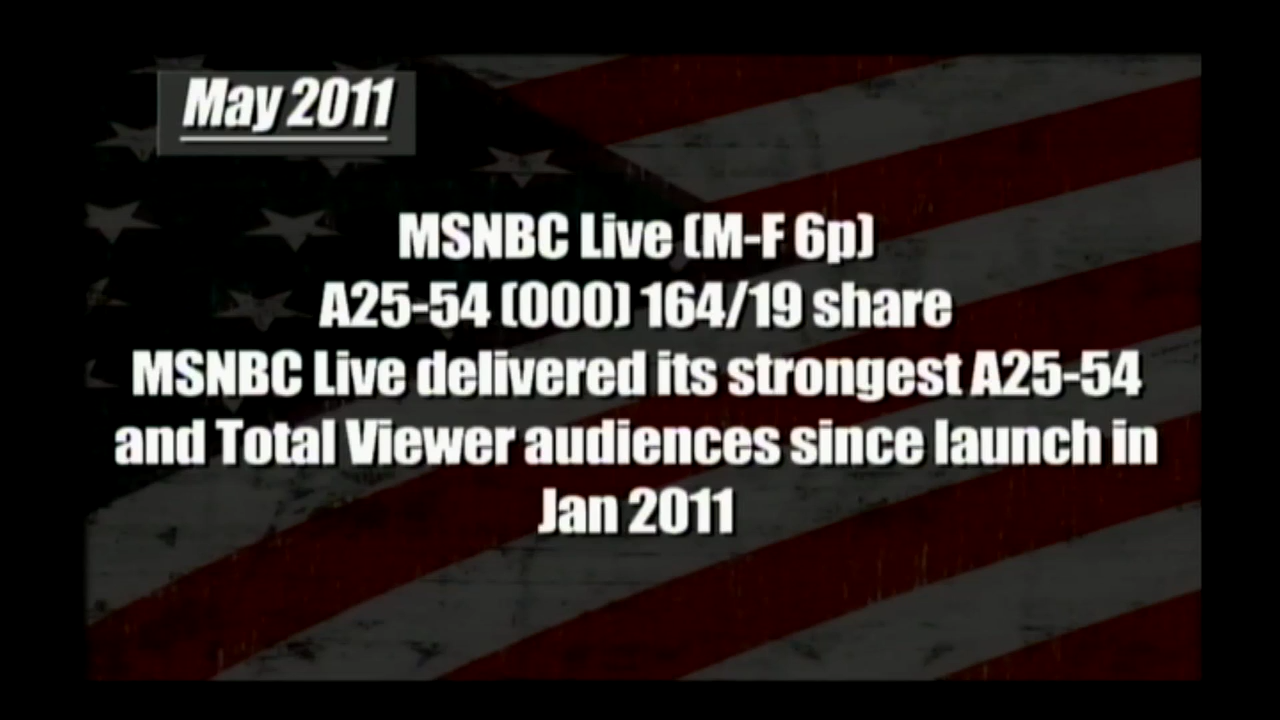 May 2011
MSNBC Live (M-F 6p)
A25-54 (000) 164/19 share
MSNBC Live delivered its strongest A25-54
and Total Viewer audiences since launch in
Jan 2011